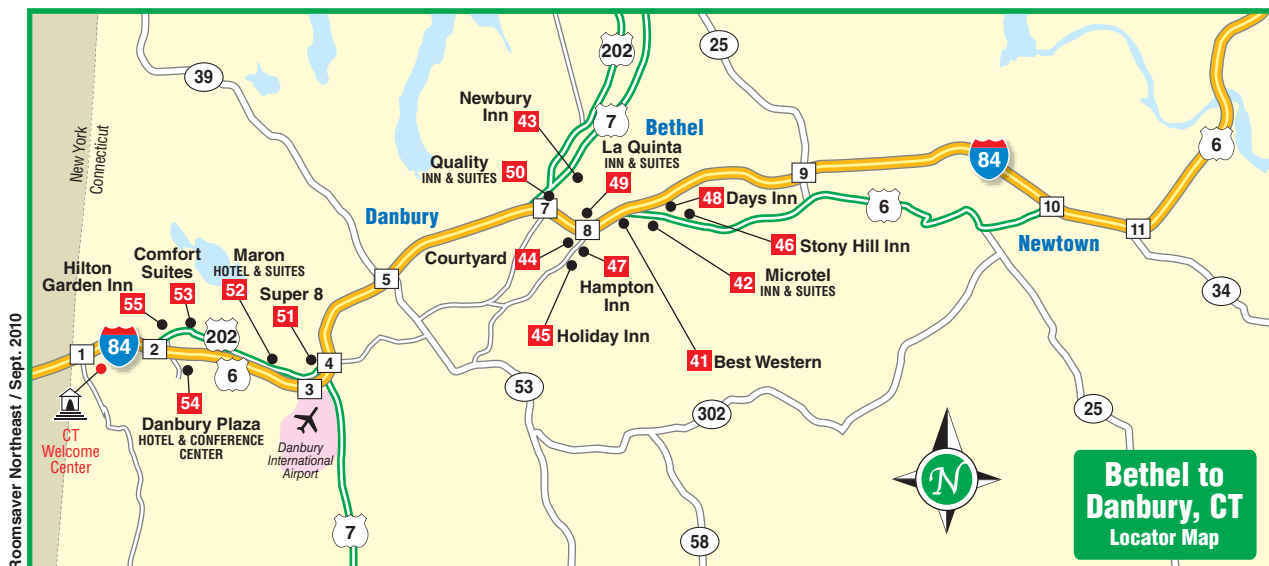 202
25
39
Newbury
Inn 43
7
Bethel
La Quinta
INN & SUITES
49
6
New York
Connecticut
Quality
INN & SUITES
50
84
9
Danbury
7
48 Days Inn
6
10
8
46 Stony Hill Inn
Newtown
11
Courtyard 44
47
Hampton
Inn
42 Microtel
INN & SUITES
Maron
HOTEL & SUITES
52
Comfort
Suites
53
Hilton
Garden Inn
55
Super 8
51
5
34
45 Holiday Inn
41 Best Western
1
84
2
202
6
4
3
54
Danbury Plaza
HOTEL & CONFERENCE
CENTER
CT
Welcome
Center
Danbury
International
Airport
53
302
25
7
58
N
Bethel to
Danbury, CT
Locator Map
Roomsaver Northeast / Sept. 2010